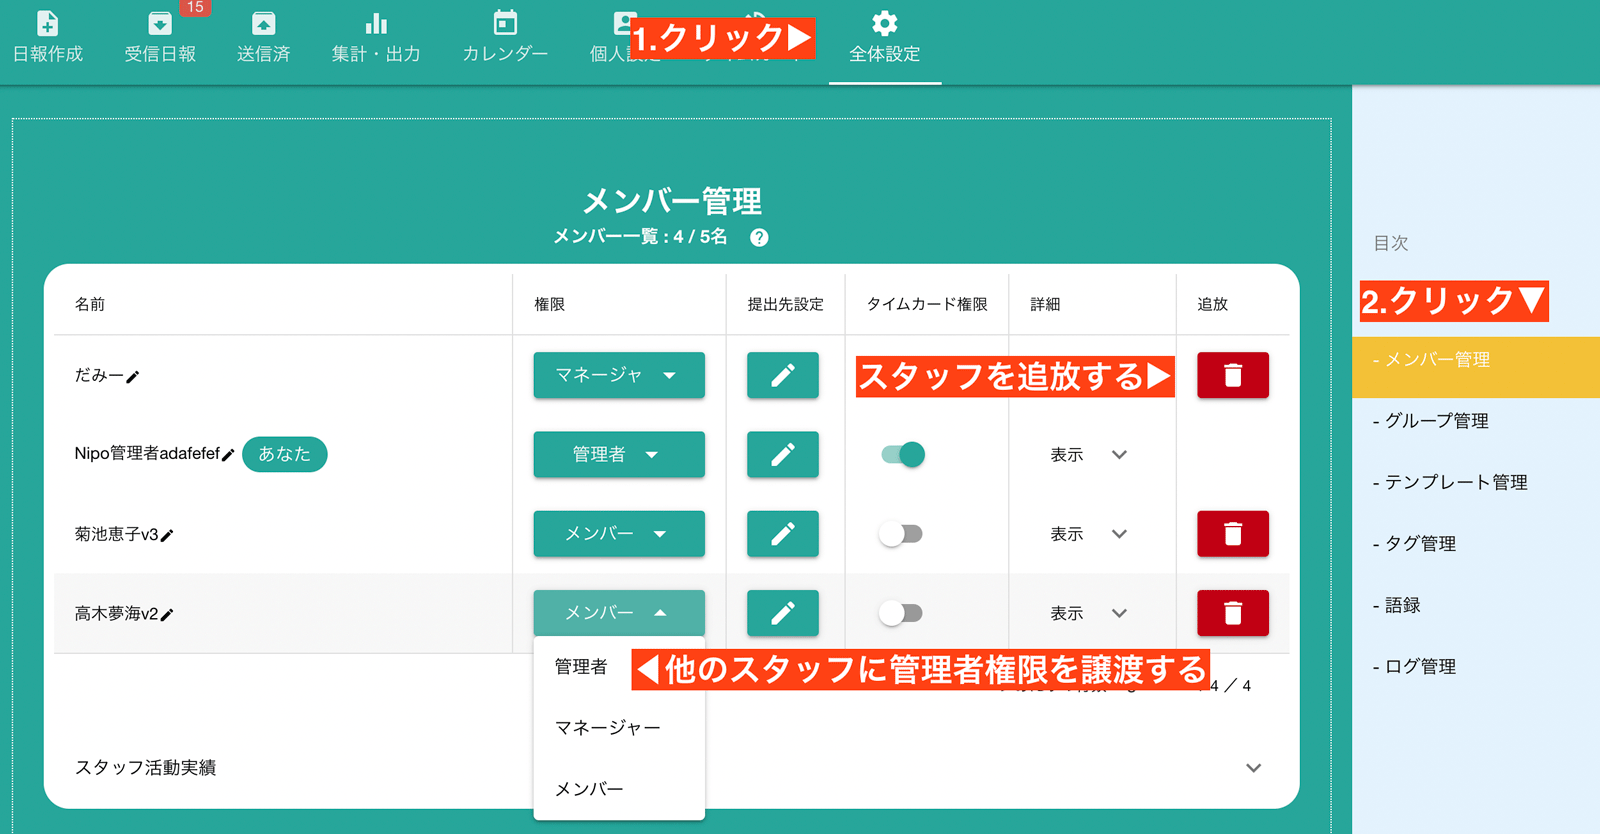 15
日報作成 受信日報 送信済 集計・出力 カレンダー 個人設定 全体設定
1.クリック▶
メンバー管理
メンバー一覧 : 4 / 5名 ?
目次
2.クリック▼
名前 権限 提出先設定 タイムカード権限 詳細 追放
- メンバー管理
だみー マネージャ スタッフを追放する▶
- グループ管理
Nipo管理者adafefef あなた 管理者 表示
- テンプレート管理
菊池恵子v3 メンバー 表示
- タグ管理
高木夢海v2 メンバー 表示
- 語録
管理者 ◀他のスタッフに管理者権限を譲渡する
- ログ管理
4 / 4
マネージャー
スタッフ活動実績
メンバー